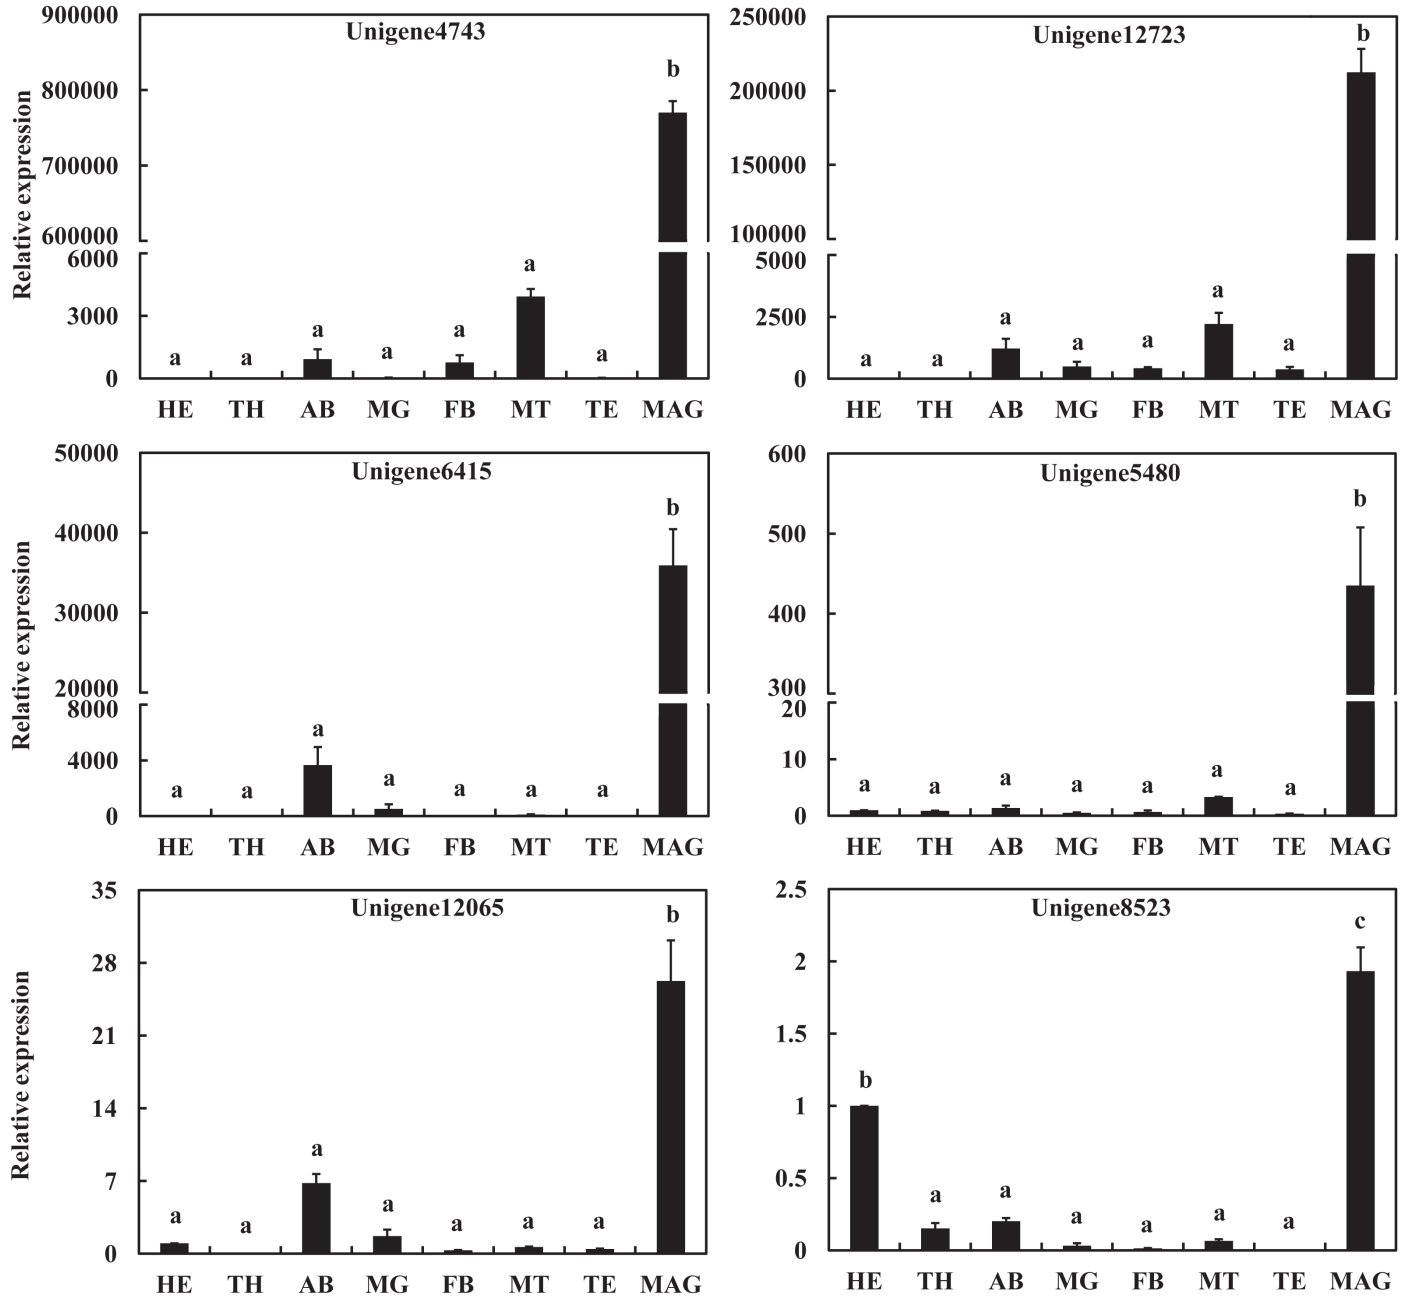 Unigene4743
Relative expression
900000
800000
700000
600000
6000
3000
0
a a a a a a a b
HE TH AB MG FB MT TE MAG
Unigene12723
250000
200000
150000
100000
5000
2500
0
a a a a a a a b
HE TH AB MG FB MT TE MAG
Unigene6415
Relative expression
50000
40000
30000
20000
8000
4000
0
a a a a a a a b
HE TH AB MG FB MT TE MAG
Unigene5480
600
500
400
300
20
10
0
a a a a a a a b
HE TH AB MG FB MT TE MAG
Unigene12065
Relative expression
35
28
21
14
7
0
a a a a a a a b
HE TH AB MG FB MT TE MAG
Unigene8523
2.5
2
1.5
1
0.5
0
b a a a a a a c
HE TH AB MG FB MT TE MAG